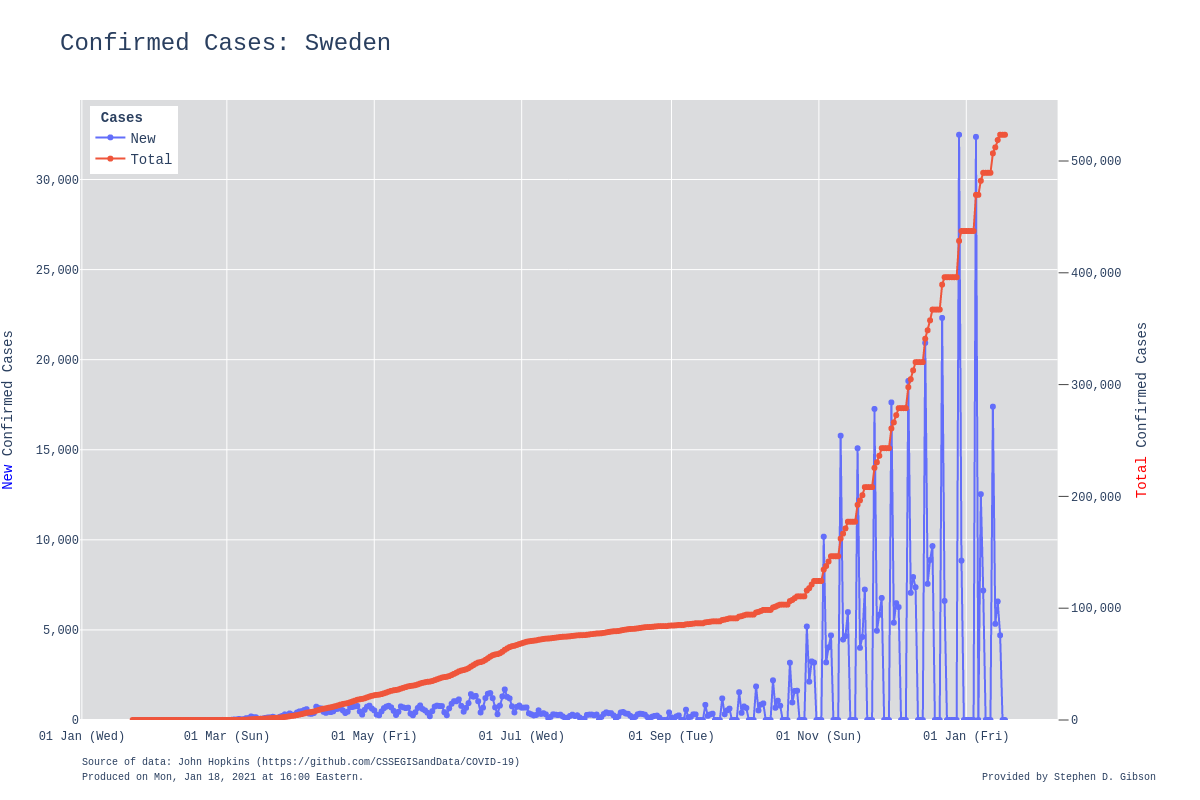 Confirmed Cases: Sweden
Cases
New
Total
30,000
25,000
20,000
15,000
10,000
5,000
0
500,000
400,000
300,000
200,000
100,000
0
New Confirmed Cases
Total Confirmed Cases
01 Jan (Wed)
01 Mar (Sun)
01 May (Fri)
01 Jul (Wed)
01 Sep (Tue)
01 Nov (Sun)
01 Jan (Fri)
Source of data: John Hopkins (https://github.com/CSSEGISandData/COVID-19)
Produced on Mon, Jan 18, 2021 at 16:00 Eastern.
Provided by Stephen D. Gibson